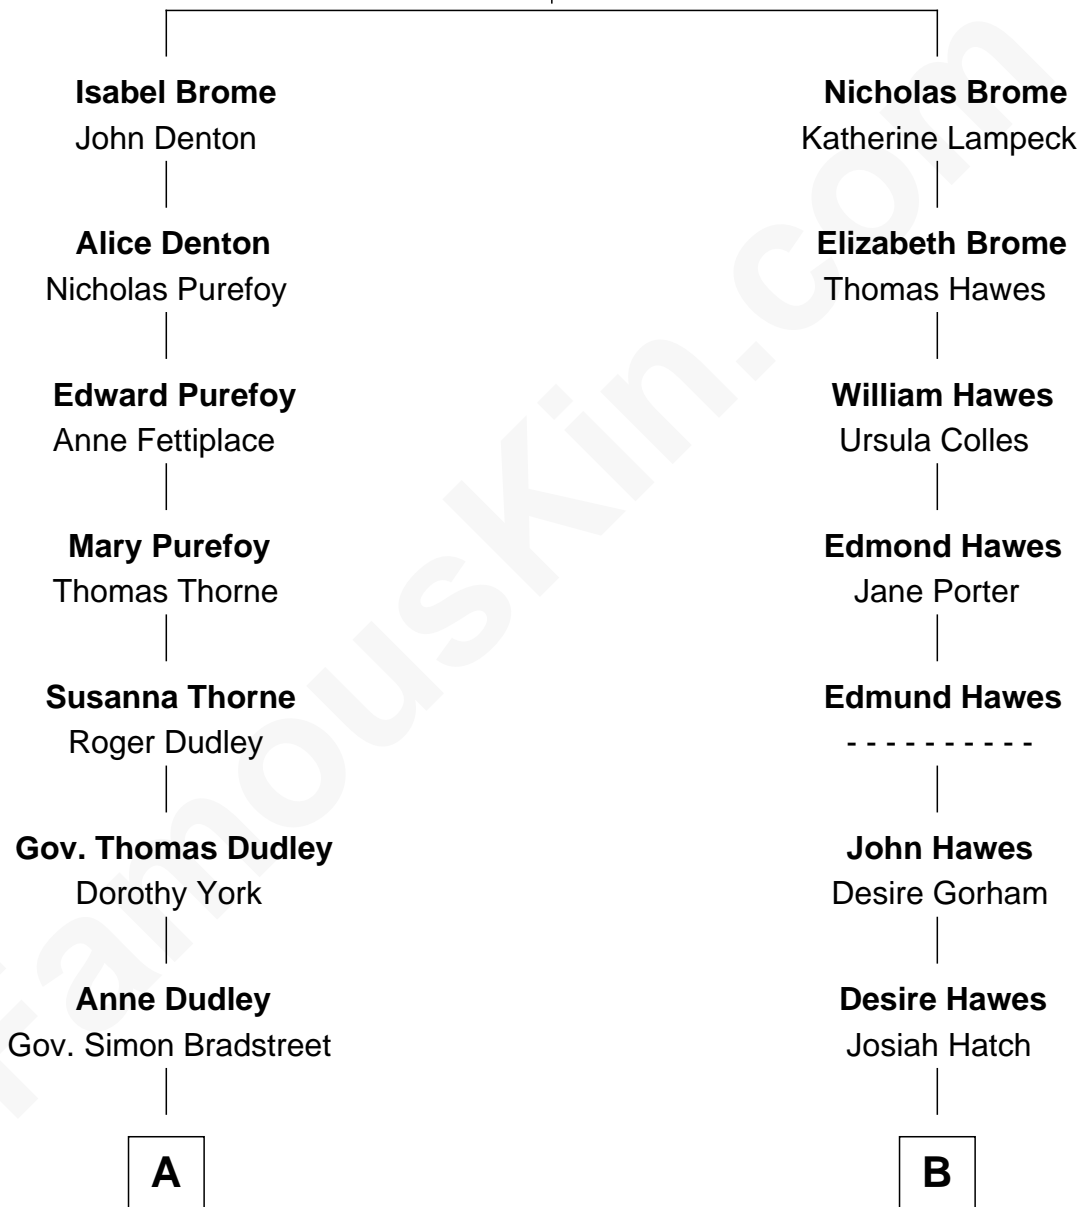 Isabel Brome
John Denton
Nicholas Brome
Katherine Lampeck
Alice Denton
Nicholas Purefoy
Elizabeth Brome
Thomas Hawes
Edward Purefoy
Anne Fettiplace
William Hawes
Ursula Colles
Mary Purefoy
Thomas Thorne
Edmond Hawes
Jane Porter
Susanna Thorne
Roger Dudley
Edmund Hawes
- - - - - - - - - -
Gov. Thomas Dudley
Dorothy York
John Hawes
Desire Gorham
Anne Dudley
Gov. Simon Bradstreet
Desire Hawes
Josiah Hatch
A
B
FamousKin.com